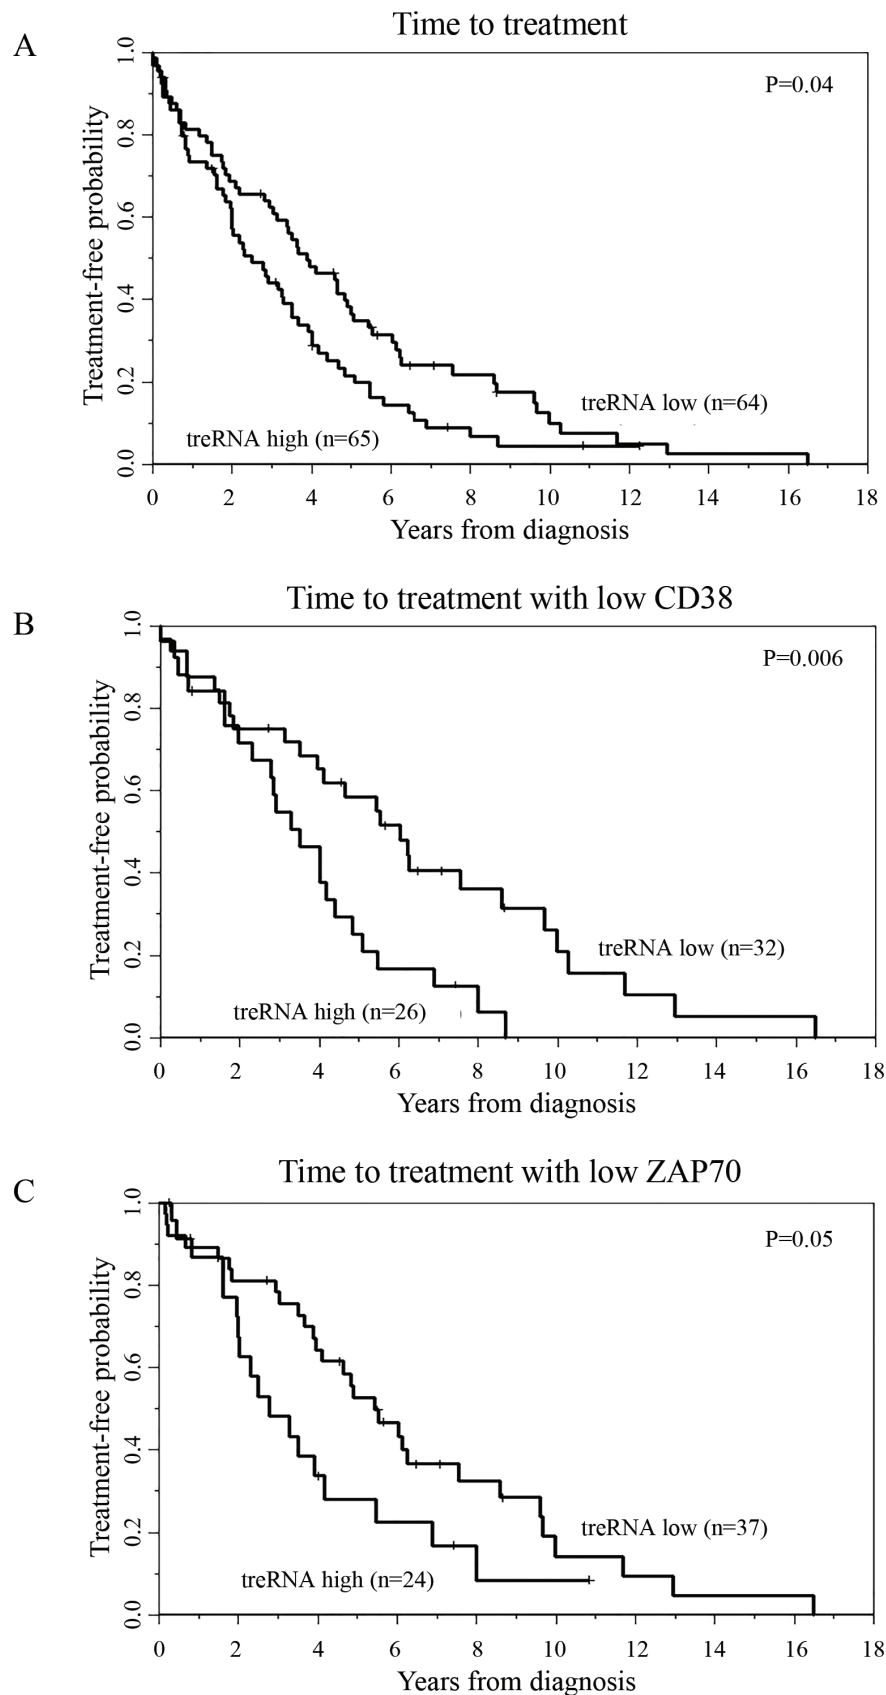 A
Time to treatment
P=0.04
Treatment-free probability
1.0
0.8
0.6
0.4
0.2
0.0
treRNA low (n=64)
treRNA high (n=65)
0 2 4 6 8 10 12 14 16 18
Years from diagnosis
B
Time to treatment with low CD38
P=0.006
Treatment-free probability
1.0
0.8
0.6
0.4
0.2
0.0
treRNA low (n=32)
treRNA high (n=26)
0 2 4 6 8 10 12 14 16 18
Years from diagnosis
C
Time to treatment with low ZAP70
P=0.05
Treatment-free probability
1.0
0.8
0.6
0.4
0.2
0.0
treRNA low (n=37)
treRNA high (n=24)
0 2 4 6 8 10 12 14 16 18
Years from diagnosis